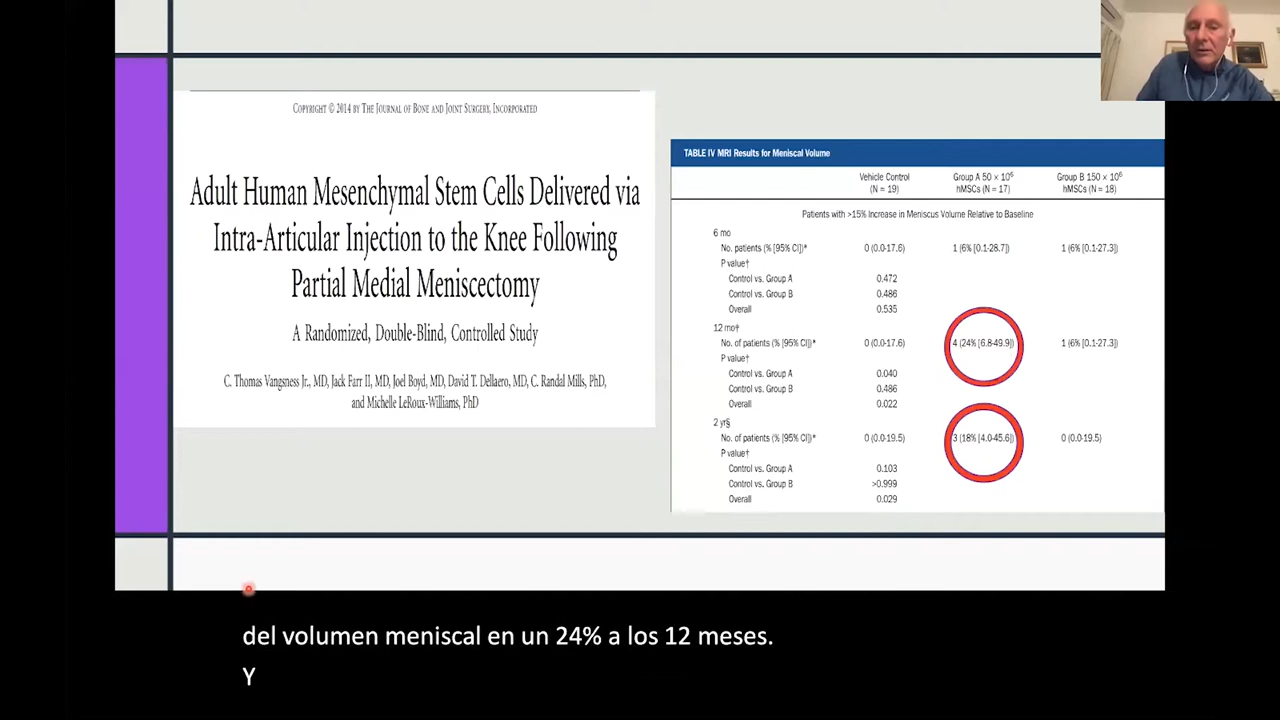 COPYRIGHT © 2014 BY THE JOURNAL OF BONE AND JOINT SURGERY, INCORPORATED
Adult Human Mesenchymal Stem Cells Delivered via
Intra-Articular Injection to the Knee Following
Partial Medial Meniscectomy
A Randomized, Double-Blind, Controlled Study
C. Thomas Vangsness Jr., MD, Jack Farr II, MD, Joel Boyd, MD, David T. Dellaero, MD, C. Randal Mills, PhD,
and Michelle LeRoux-Williams, PhD
TABLE IV MRI Results for Meniscal Volume
Vehicle Control (N = 19) Group A 50 × 10⁶ hMSCs (N = 17) Group B 150 × 10⁶ hMSCs (N = 18)
Patients with >15% Increase in Meniscus Volume Relative to Baseline
6 mo
No. patients (% [95% CI])* 0 (0.0-17.6) 1 (6% [0.1-28.7]) 1 (6% [0.1-27.3])
P value†
Control vs. Group A 0.472
Control vs. Group B 0.486
Overall 0.535
12 mo†
No. of patients (% [95% CI])* 0 (0.0-17.6) 4 (24% [6.8-49.9]) 1 (6% [0.1-27.3])
P value†
Control vs. Group A 0.040
Control vs. Group B 0.486
Overall 0.022
2 yr§
No. of patients (% [95% CI])* 0 (0.0-19.5) 3 (18% [4.0-45.6]) 0 (0.0-19.5)
P value†
Control vs. Group A 0.103
Control vs. Group B >0.999
Overall 0.029
del volumen meniscal en un 24% a los 12 meses.
Y